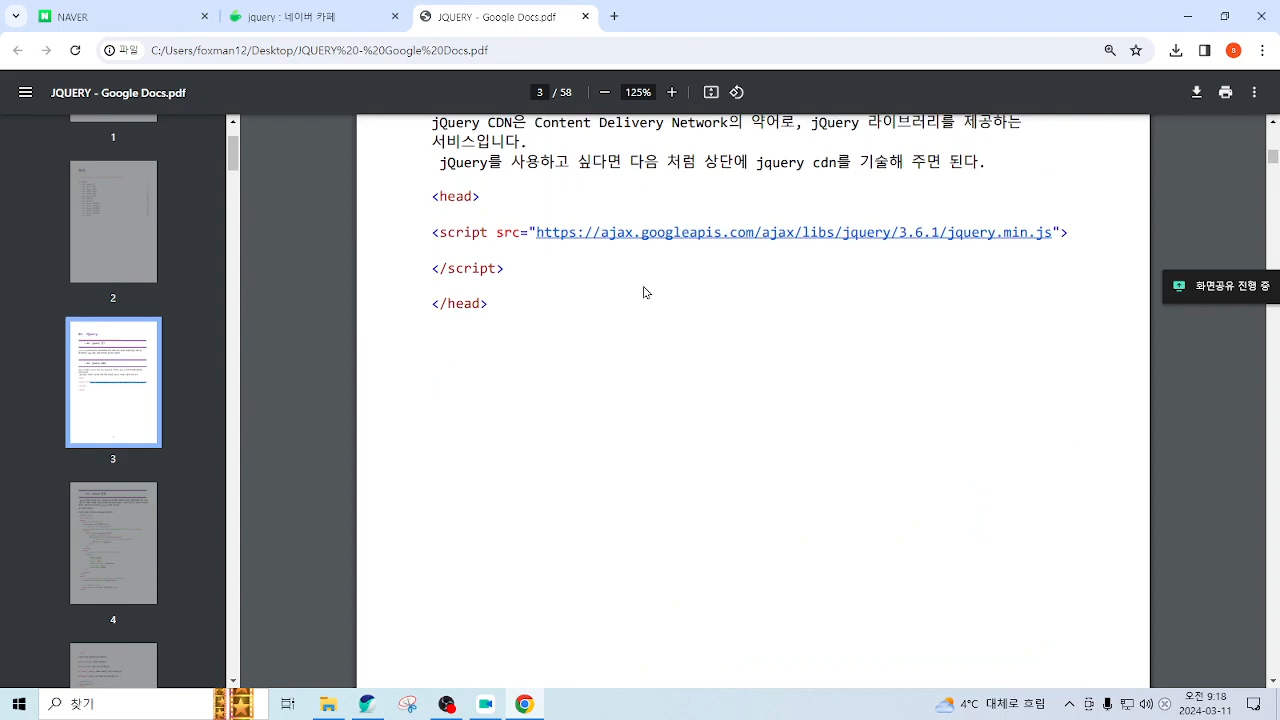 NAVER
jquery : 네이버 카페
JQUERY - Google Docs.pdf
파일
C:/Users/foxman12/Desktop/JQUERY%20-%20Google%20Docs.pdf
s
JQUERY - Google Docs.pdf
3 / 58
125%
1
2
3
4
jQuery CDN은 Content Delivery Network의 약어로, jQuery 라이브러리를 제공하는
서비스입니다.
jQuery를 사용하고 싶다면 다음 처럼 상단에 jquery cdn를 기술해 주면 된다.
<head>
<script src="https://ajax.googleapis.com/ajax/libs/jquery/3.6.1/jquery.min.js">
</script>
</head>
화면공유 진행 중
찾기
4°C 대체로 흐림
오전 9:18
2024-03-11